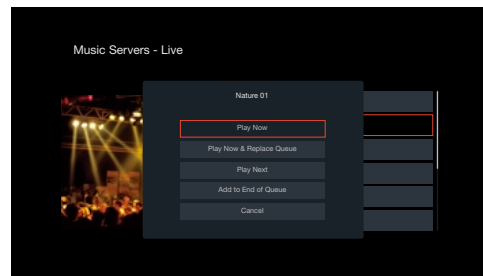 Music Servers - Live
Nature 01
Play Now
Play Now & Replace Queue
Play Next
Add to End of Queue
Cancel